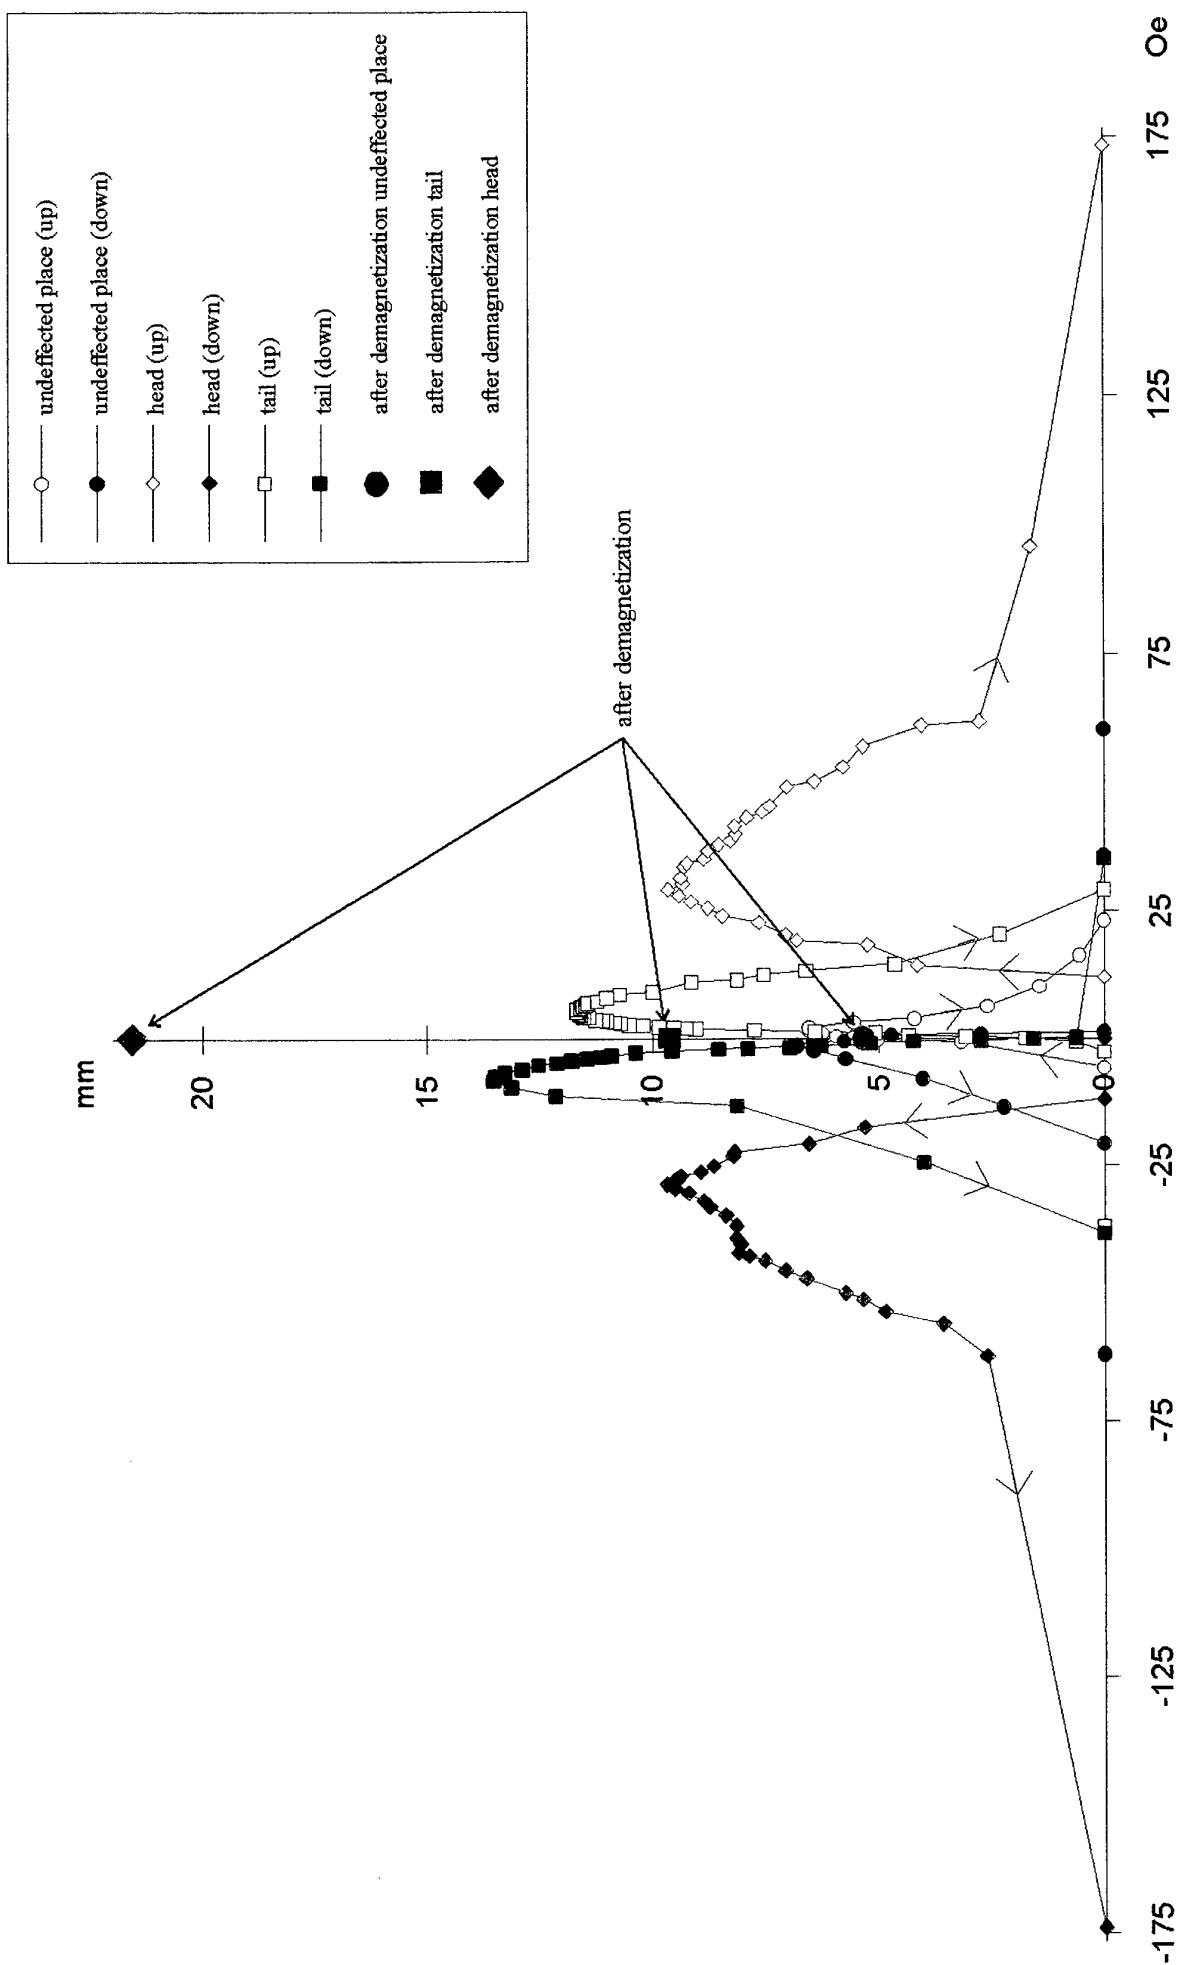 undeffected place (up)
undeffected place (down)
head (up)
head (down)
tail (up)
tail (down)
after demagnetization undeffected place
after demagnetization tail
after demagnetization head
mm
20
15
10
5
0
after demagnetization
-175
-125
-75
-25
25
75
125
175
Oe